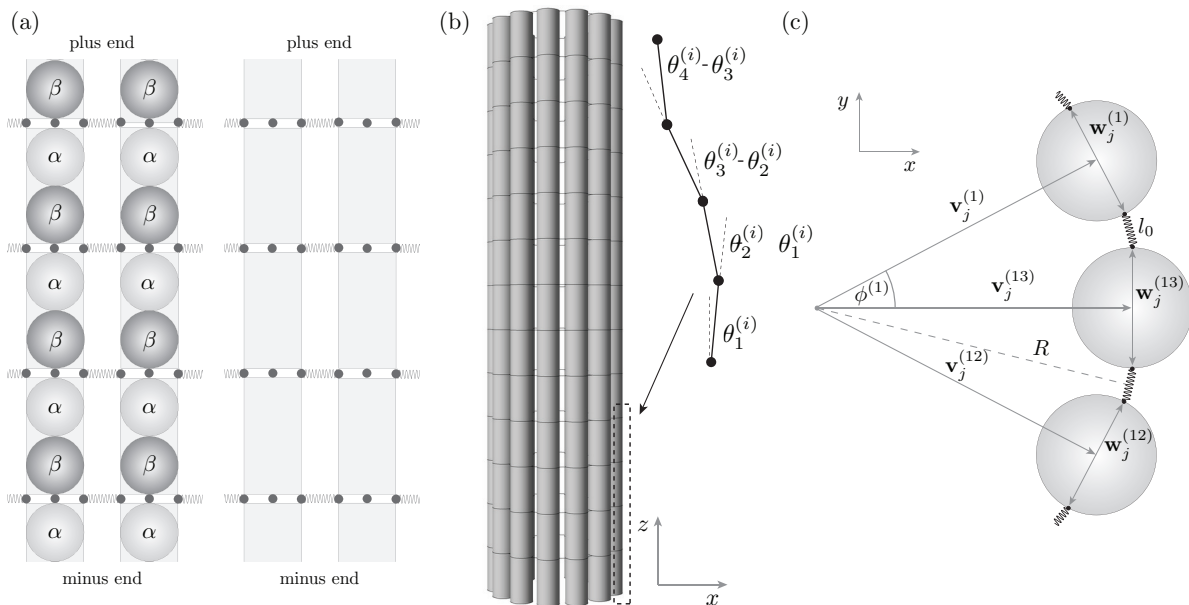 (a)
plus end
plus end
β β
α α
β β
α α
β β
α α
β β
α α
minus end
minus end
(b)
θ₄⁽ⁱ⁾-θ₃⁽ⁱ⁾
θ₃⁽ⁱ⁾-θ₂⁽ⁱ⁾
θ₂⁽ⁱ⁾ θ₁⁽ⁱ⁾
θ₁⁽ⁱ⁾
z
x
(c)
y
x
w_j^(1)
v_j^(1)
l₀
ϕ^(1)
v_j^(13)
w_j^(13)
R
v_j^(12)
w_j^(12)